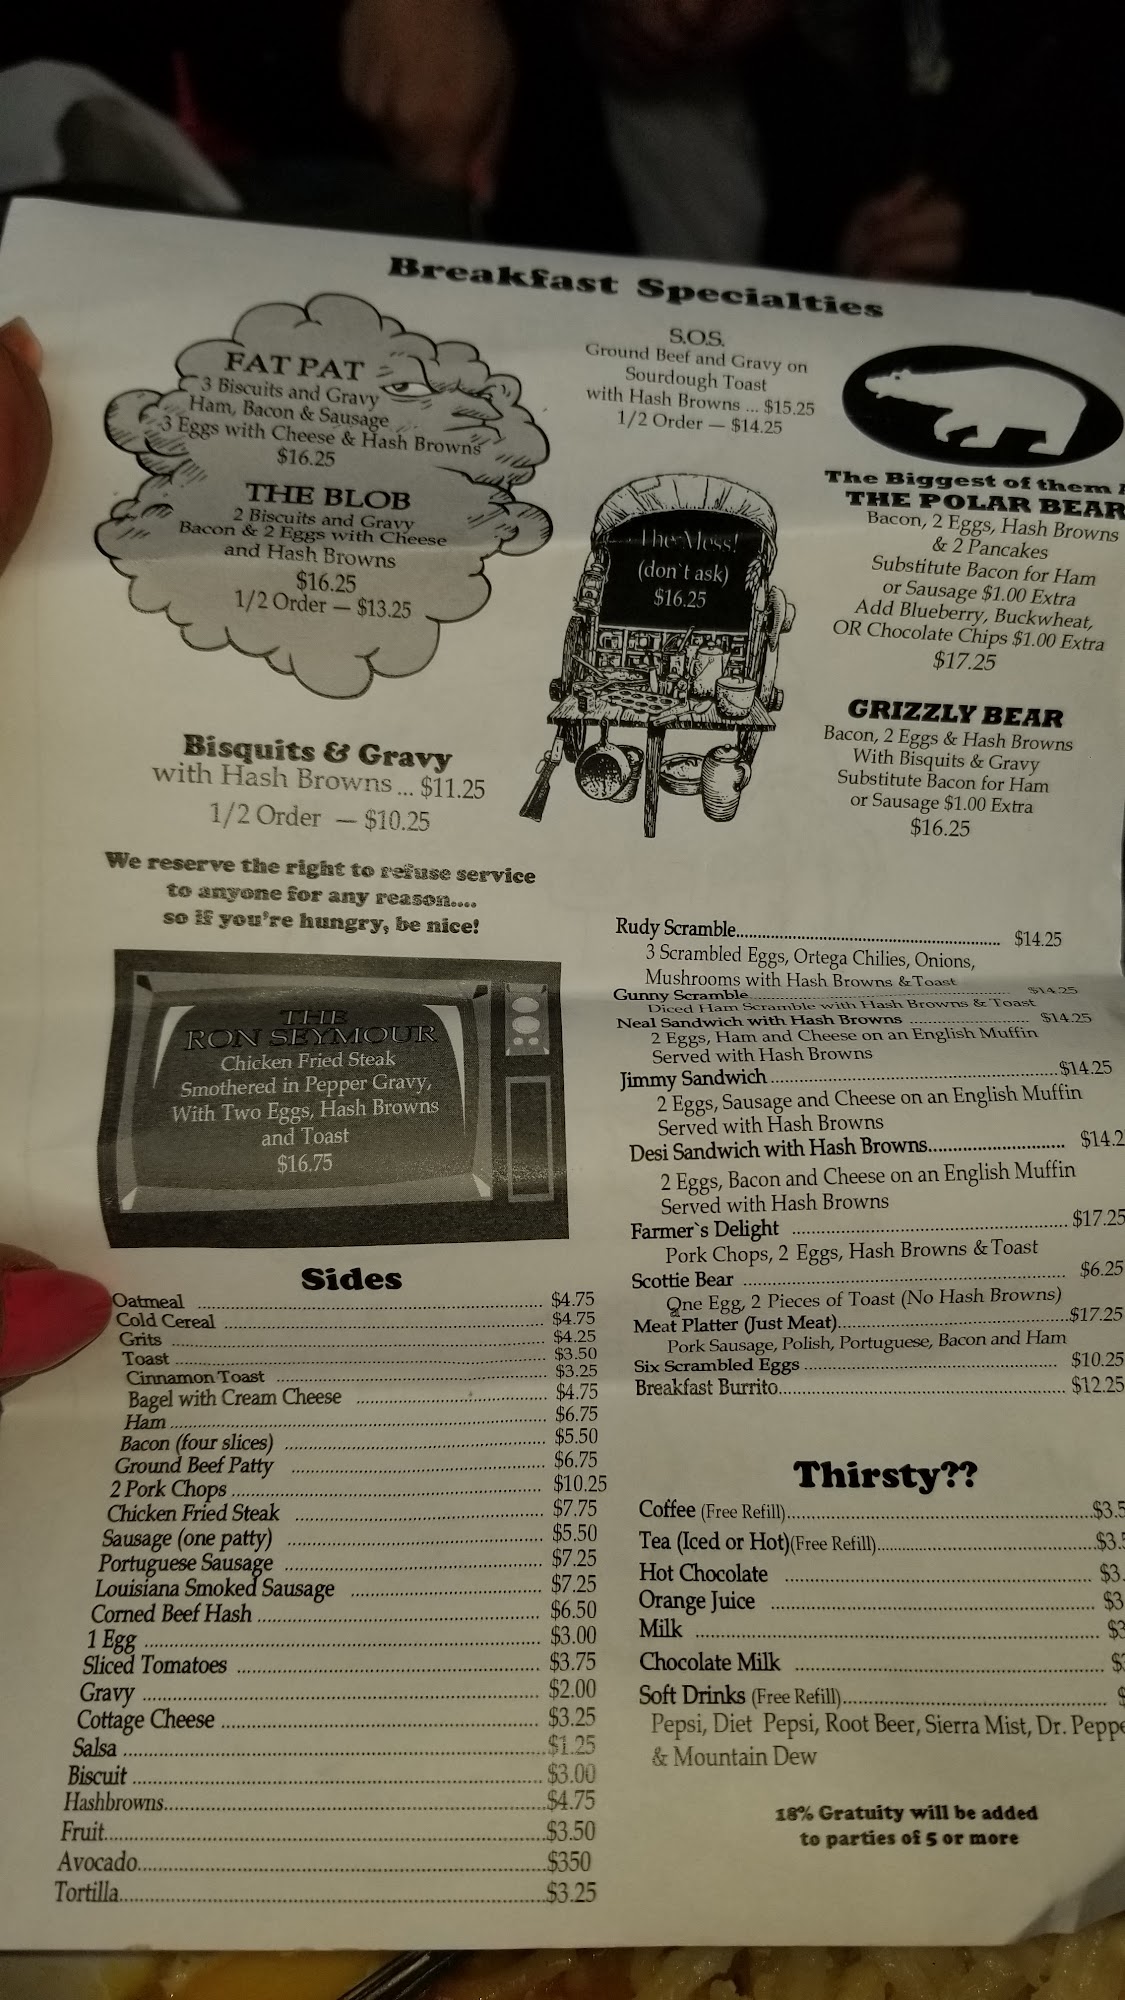 Breakfast Specialties
FAT PAT
3 Biscuits and Gravy
Ham, Bacon & Sausage
3 Eggs with Cheese & Hash Browns
$16.25
THE BLOB
2 Biscuits and Gravy
Bacon & 2 Eggs with Cheese
and Hash Browns
$16.25
1/2 Order — $13.25
S.O.S.
Ground Beef and Gravy on
Sourdough Toast
with Hash Browns ... $15.25
1/2 Order — $14.25
The Mess!
(don`t ask)
$16.25
The Biggest of them
THE POLAR BEAR
Bacon, 2 Eggs, Hash Browns
& 2 Pancakes
Substitute Bacon for Ham
or Sausage $1.00 Extra
Add Blueberry, Buckwheat,
OR Chocolate Chips $1.00 Extra
$17.25
GRIZZLY BEAR
Bacon, 2 Eggs & Hash Browns
With Bisquits & Gravy
Substitute Bacon for Ham
or Sausage $1.00 Extra
$16.25
Bisquits & Gravy
with Hash Browns ... $11.25
1/2 Order — $10.25
We reserve the right to refuse service
to anyone for any reason....
so if you're hungry, be nice!
THE
RON SEYMOUR
Chicken Fried Steak
Smothered in Pepper Gravy,
With Two Eggs, Hash Browns
and Toast
$16.75
Sides
Oatmeal $4.75
Cold Cereal $4.75
Grits $4.25
Toast $3.50
Cinnamon Toast $3.25
Bagel with Cream Cheese $4.75
Ham $6.75
Bacon (four slices) $5.50
Ground Beef Patty $6.75
2 Pork Chops $10.25
Chicken Fried Steak $7.75
Sausage (one patty) $5.50
Portuguese Sausage $7.25
Louisiana Smoked Sausage $7.25
Corned Beef Hash $6.50
1 Egg $3.00
Sliced Tomatoes $3.75
Gravy $2.00
Cottage Cheese $3.25
Salsa $1.25
Biscuit $3.00
Hashbrowns $4.75
Fruit $3.50
Avocado $350
Tortilla $3.25
Rudy Scramble $14.25
3 Scrambled Eggs, Ortega Chilies, Onions,
Mushrooms with Hash Browns & Toast
Gunny Scramble $14.25
Diced Ham Scramble with Hash Browns & Toast
Neal Sandwich with Hash Browns $14.25
2 Eggs, Ham and Cheese on an English Muffin
Served with Hash Browns
Jimmy Sandwich $14.25
2 Eggs, Sausage and Cheese on an English Muffin
Served with Hash Browns
Desi Sandwich with Hash Browns $14.2
2 Eggs, Bacon and Cheese on an English Muffin
Served with Hash Browns
Farmer`s Delight $17.25
Pork Chops, 2 Eggs, Hash Browns & Toast
Scottie Bear $6.25
One Egg, 2 Pieces of Toast (No Hash Browns)
Meat Platter (Just Meat) $17.25
Pork Sausage, Polish, Portuguese, Bacon and Ham
Six Scrambled Eggs $10.25
Breakfast Burrito $12.25
Thirsty??
Coffee (Free Refill) $3.5
Tea (Iced or Hot)(Free Refill) $3.5
Hot Chocolate $3.
Orange Juice $3
Milk $3
Chocolate Milk $3
Soft Drinks (Free Refill) $
Pepsi, Diet Pepsi, Root Beer, Sierra Mist, Dr. Peppe
& Mountain Dew
18% Gratuity will be added
to parties of 5 or more